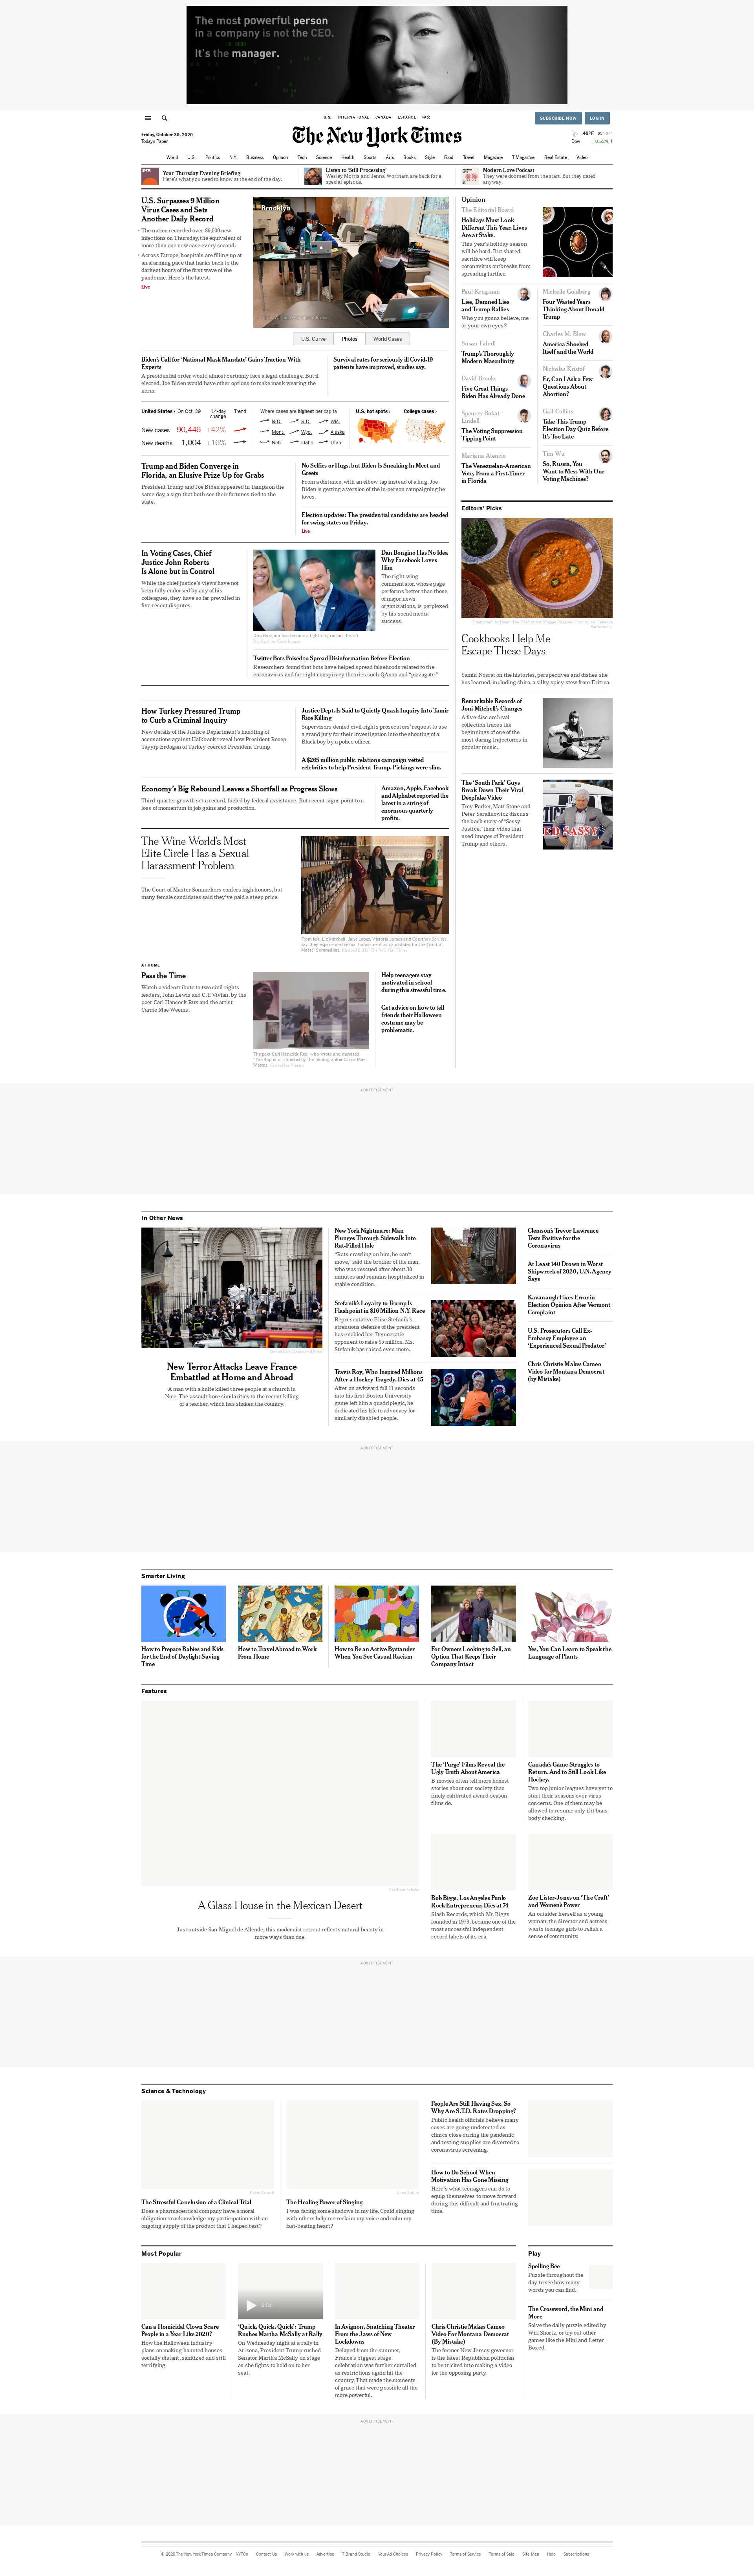 The most powerful person
in a company is not the CEO.
It's the manager.
U.S.
INTERNATIONAL
CANADA
ESPAÑOL
中文
SUBSCRIBE NOW
LOG IN
Friday, October 30, 2020
Today's Paper
The New York Times
40°F
Dow
+0.52% ↑
World U.S. Politics N.Y. Business Opinion Tech Science Health Sports Arts Books Style Food Travel Magazine T Magazine Real Estate Video
Your Thursday Evening Briefing
Here's what you need to know at the end of the day.
Listen to 'Still Processing'
Wesley Morris and Jenna Wortham are back for a
special episode.
Modern Love Podcast
They were doomed from the start. But they dated
anyway.
U.S. Surpasses 9 Million
Virus Cases and Sets
Another Daily Record
The nation recorded over 89,000 new
infections on Thursday, the equivalent of
more than one new case every second.
Across Europe, hospitals are filling up at
an alarming pace that harks back to the
darkest hours of the first wave of the
pandemic. Here's the latest.
Live
Brooklyn
U.S. Curve
Photos
World Cases
Biden's Call for 'National Mask Mandate' Gains Traction With
Experts
A presidential order would almost certainly face a legal challenge. But if
elected, Joe Biden would have other options to make mask wearing the
norm.
Survival rates for seriously ill Covid-19
patients have improved, studies say.
United States › On Oct. 29
14-day
change
Trend
New cases 90,446 +42%
New deaths 1,004 +16%
Where cases are highest per capita
N.D. S.D. Wis.
Mont. Wyo. Alaska
Neb. Idaho Utah
U.S. hot spots ›
College cases ›
Trump and Biden Converge in
Florida, an Elusive Prize Up for Grabs
President Trump and Joe Biden appeared in Tampa on the
same day, a sign that both see their fortunes tied to the
state.
No Selfies or Hugs, but Biden Is Sneaking In Meet and
Greets
From a distance, with an elbow tap instead of a hug, Joe
Biden is getting a version of the in-person campaigning he
loves.
Election updates: The presidential candidates are headed
for swing states on Friday.
Live
In Voting Cases, Chief
Justice John Roberts
Is Alone but in Control
While the chief justice's views have not
been fully endorsed by any of his
colleagues, they have so far prevailed in
five recent disputes.
Dan Bongino has become a lightning rod on the left.
Dan Bongino Has No Idea
Why Facebook Loves
Him
The right-wing
commentator, whose page
performs better than those
of major news
organizations, is perplexed
by his social media
success.
Twitter Bots Poised to Spread Disinformation Before Election
Researchers found that bots have helped spread falsehoods related to the
coronavirus and far-right conspiracy theories such QAnon and "pizzagate."
How Turkey Pressured Trump
to Curb a Criminal Inquiry
New details of the Justice Department's handling of
accusations against Halkbank reveal how President Recep
Tayyip Erdogan of Turkey coerced President Trump.
Justice Dept. Is Said to Quietly Quash Inquiry Into Tamir
Rice Killing
Supervisors denied civil-rights prosecutors' request to use
a grand jury for their investigation into the shooting of a
Black boy by a police officer.
A $265 million public relations campaign vetted
celebrities to help President Trump. Pickings were slim.
Economy's Big Rebound Leaves a Shortfall as Progress Slows
Third-quarter growth set a record, fueled by federal assistance. But recent signs point to a
loss of momentum in job gains and production.
Amazon, Apple, Facebook
and Alphabet reported the
latest in a string of
enormous quarterly
profits.
The Wine World's Most
Elite Circle Has a Sexual
Harassment Problem
The Court of Master Sommeliers confers high honors, but
many female candidates said they've paid a steep price.
AT HOME
Pass the Time
Watch a video tribute to two civil rights
leaders, John Lewis and C.T. Vivian, by the
poet Carl Hancock Rux and the artist
Carrie Mae Weems.
The poet Carl Hancock Rux, who wrote and narrated
"The Baptism," directed by the photographer Carrie Mae
Weems.
Help teenagers stay
motivated in school
during this stressful time.
Get advice on how to tell
friends their Halloween
costume may be
problematic.
Opinion
The Editorial Board
Holidays Must Look
Different This Year. Lives
Are at Stake.
This year's holiday season
will be hard. But shared
sacrifice will keep
coronavirus outbreaks from
spreading further.
Paul Krugman
Lies, Damned Lies
and Trump Rallies
Who you gonna believe, me
or your own eyes?
Susan Faludi
Trump's Thoroughly
Modern Masculinity
David Brooks
Five Great Things
Biden Has Already Done
Spencer Bokat-
Lindell
The Voting Suppression
Tipping Point
Mariana Atencio
The Venezuelan-American
Vote, From a First-Timer
in Florida
Michelle Goldberg
Four Wasted Years
Thinking About Donald
Trump
Charles M. Blow
America Shocked
Itself and the World
Nicholas Kristof
Er, Can I Ask a Few
Questions About
Abortion?
Gail Collins
Take This Trump
Election Day Quiz Before
It's Too Late
Tim Wu
So, Russia, You
Want to Mess With Our
Voting Machines?
Editors' Picks
Cookbooks Help Me
Escape These Days
Samin Nosrat on the histories, perspectives and dishes she
has learned, including shiro, a silky, spicy stew from Eritrea.
Remarkable Records of
Joni Mitchell's Changes
A five-disc archival
collection traces the
beginnings of one of the
most daring trajectories in
popular music.
The 'South Park' Guys
Break Down Their Viral
Deepfake Video
Trey Parker, Matt Stone and
Peter Serafinowicz discuss
the back story of "Sassy
Justice," their video that
used images of President
Trump and others.
ED SASSY
ADVERTISEMENT
In Other News
New Terror Attacks Leave France
Embattled at Home and Abroad
A man with a knife killed three people at a church in
Nice. The assault bore similarities to the recent killing
of a teacher, which has shaken the country.
New York Nightmare: Man
Plunges Through Sidewalk Into
Rat-Filled Hole
"Rats crawling on him, he can't
move," said the brother of the man,
who was rescued after about 30
minutes and remains hospitalized in
stable condition.
Stefanik's Loyalty to Trump Is
Flashpoint in $16 Million N.Y. Race
Representative Elise Stefanik's
strenuous defense of the president
has enabled her Democratic
opponent to raise $5 million. Ms.
Stefanik has raised even more.
Travis Roy, Who Inspired Millions
After a Hockey Tragedy, Dies at 45
After an awkward fall 11 seconds
into his first Boston University
game left him a quadriplegic, he
dedicated his life to advocacy for
similarly disabled people.
Clemson's Trevor Lawrence
Tests Positive for the
Coronavirus
At Least 140 Drown in Worst
Shipwreck of 2020, U.N. Agency
Says
Kavanaugh Fixes Error in
Election Opinion After Vermont
Complaint
U.S. Prosecutors Call Ex-
Embassy Employee an
'Experienced Sexual Predator'
Chris Christie Makes Cameo
Video for Montana Democrat
(by Mistake)
ADVERTISEMENT
Smarter Living
How to Prepare Babies and Kids
for the End of Daylight Saving
Time
How to Travel Abroad to Work
From Home
How to Be an Active Bystander
When You See Casual Racism
For Owners Looking to Sell, an
Option That Keeps Their
Company Intact
Yes, You Can Learn to Speak the
Language of Plants
Features
A Glass House in the Mexican Desert
Just outside San Miguel de Allende, this modernist retreat reflects natural beauty in
more ways than one.
The 'Purge' Films Reveal the
Ugly Truth About America
B movies often tell more honest
stories about our society than
finely calibrated award-season
films do.
Canada's Game Struggles to
Return. And to Still Look Like
Hockey.
Two top junior leagues have yet to
start their seasons over virus
concerns. One of them may be
allowed to resume only if it bans
body checking.
Bob Biggs, Los Angeles Punk-
Rock Entrepreneur, Dies at 74
Slash Records, which Mr. Biggs
founded in 1979, became one of the
most successful independent
record labels of its era.
Zoe Lister-Jones on 'The Craft'
and Women's Power
An outsider herself as a young
woman, the director and actress
wants teenage girls to relish a
sense of community.
ADVERTISEMENT
Science & Technology
The Stressful Conclusion of a Clinical Trial
Does a pharmaceutical company have a moral
obligation to acknowledge my participation with an
ongoing supply of the product that I helped test?
The Healing Power of Singing
I was facing some shadows in my life. Could singing
with others help me reclaim my voice and calm my
fast-beating heart?
People Are Still Having Sex. So
Why Are S.T.D. Rates Dropping?
Public health officials believe many
cases are going undetected as
clinics close during the pandemic
and testing supplies are diverted to
coronavirus screening.
How to Do School When
Motivation Has Gone Missing
Here's what teenagers can do to
equip themselves to move forward
during this difficult and frustrating
time.
Most Popular
Can a Homicidal Clown Scare
People in a Year Like 2020?
How the Halloween industry
plans on making haunted houses
socially distant, sanitized and still
terrifying.
0:50
'Quick, Quick, Quick': Trump
Rushes Martha McSally at Rally
On Wednesday night at a rally in
Arizona, President Trump rushed
Senator Martha McSally on stage
as she fights to hold on to her
seat.
In Avignon, Snatching Theater
From the Jaws of New
Lockdowns
Delayed from the summer,
France's biggest stage
celebration was further curtailed
as restrictions again hit the
country. That made the moments
of grace that were possible all the
more powerful.
Chris Christie Makes Cameo
Video For Montana Democrat
(By Mistake)
The former New Jersey governor
is the latest Republican politician
to be tricked into making a video
for the opposing party.
Play
Spelling Bee
Puzzle throughout the
day to see how many
words you can find.
The Crossword, the Mini and
More
Solve the daily puzzle edited by
Will Shortz, or try out other
games like the Mini and Letter
Boxed.
ADVERTISEMENT
© 2020 The New York Times Company NYTCo Contact Us Work with us Advertise T Brand Studio Your Ad Choices Privacy Policy Terms of Service Terms of Sale Site Map Help Subscriptions